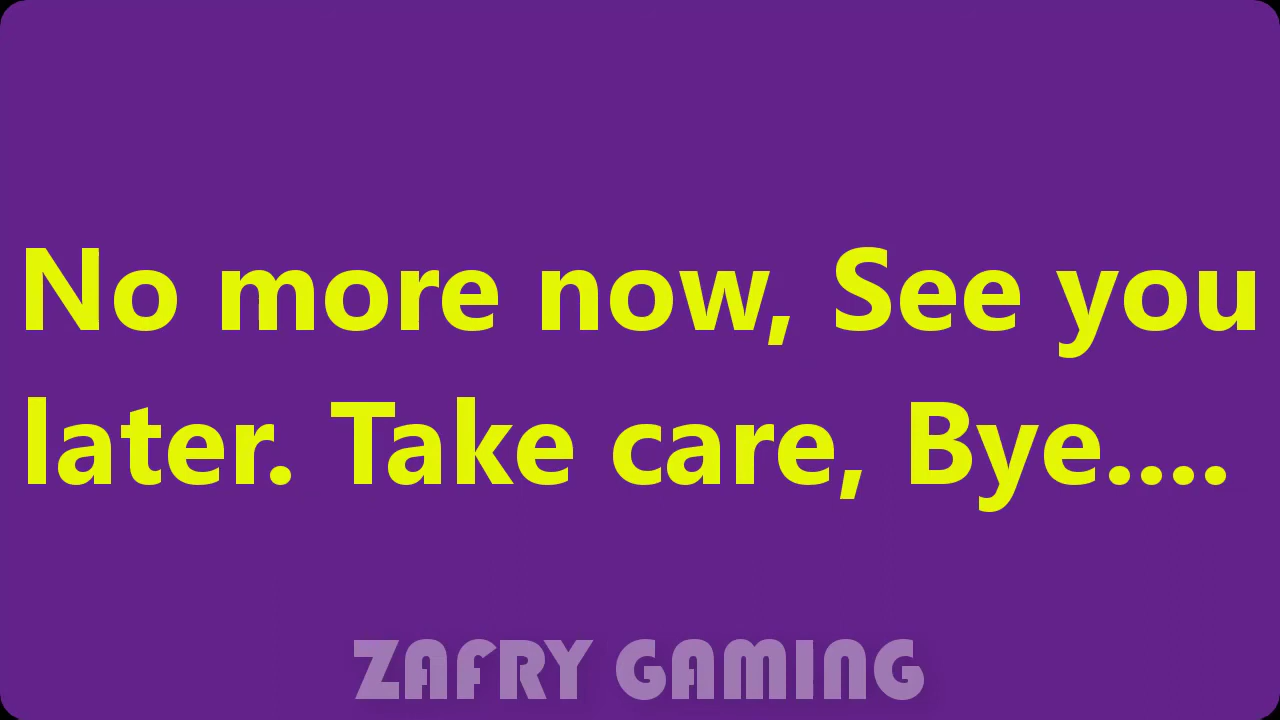 No more now, See you
later. Take care, Bye....
ZAFRY GAMING